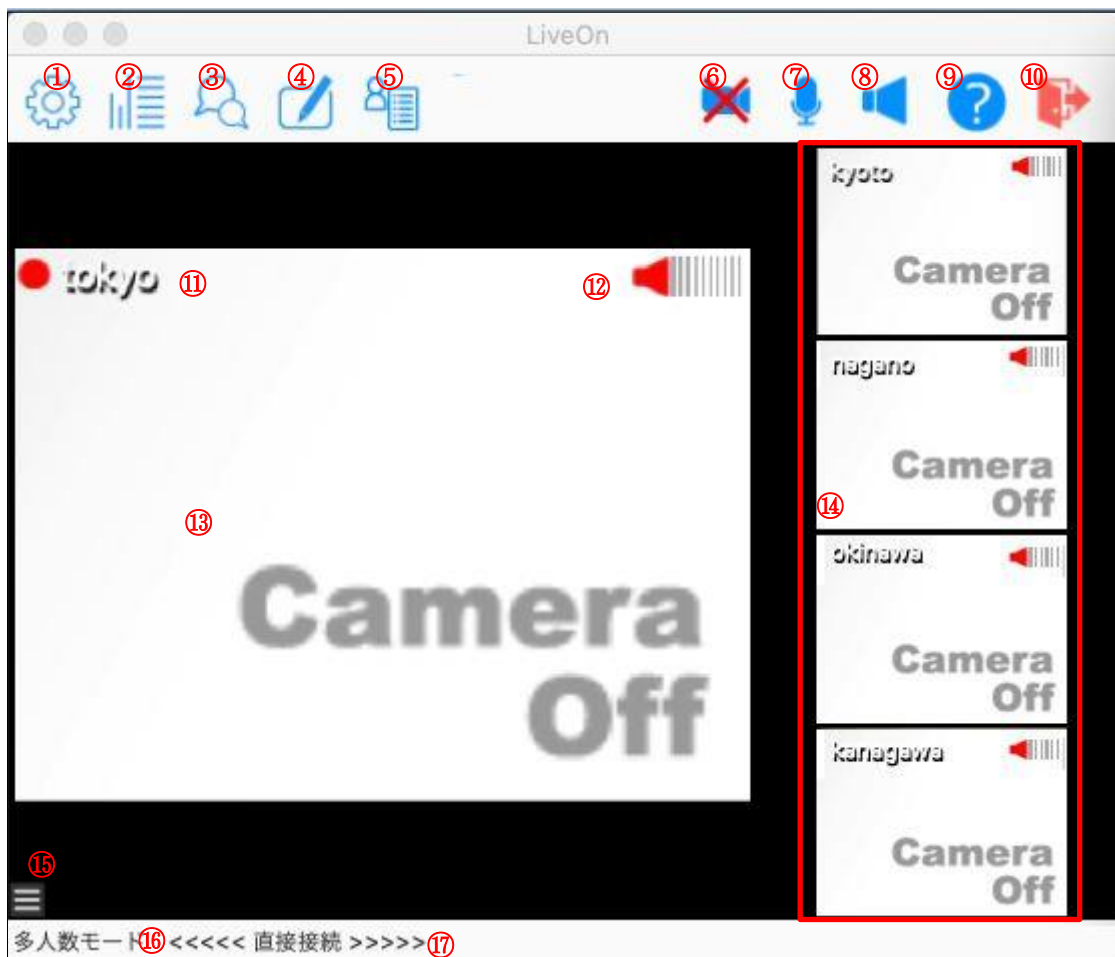 LiveOn
① ② ③ ④ ⑤ ⑥ ⑦ ⑧ ⑨ ⑩
?
tokyo ⑪ ⑫
⑬
Camera
Off
kyoto
Camera
Off
nagano
Camera
⑭ Off
okinawa
Camera
Off
kanagawa
Camera
Off
⑮
多人数モード ⑯ <<<<< 直接接続 >>>>> ⑰